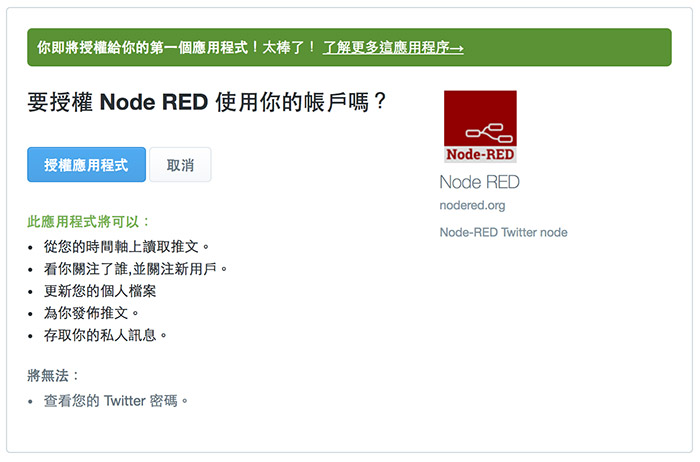 你即將授權給你的第一個應用程式！太棒了！ 了解更多這應用程序→
要授權 Node RED 使用你的帳戶嗎？
授權應用程式 取消
此應用程式將可以：
• 從您的時間軸上讀取推文。
• 看你關注了誰,並關注新用戶。
• 更新您的個人檔案
• 為你發佈推文。
• 存取你的私人訊息。
將無法：
• 查看您的 Twitter 密碼。
Node-RED
Node RED
nodered.org
Node-RED Twitter node